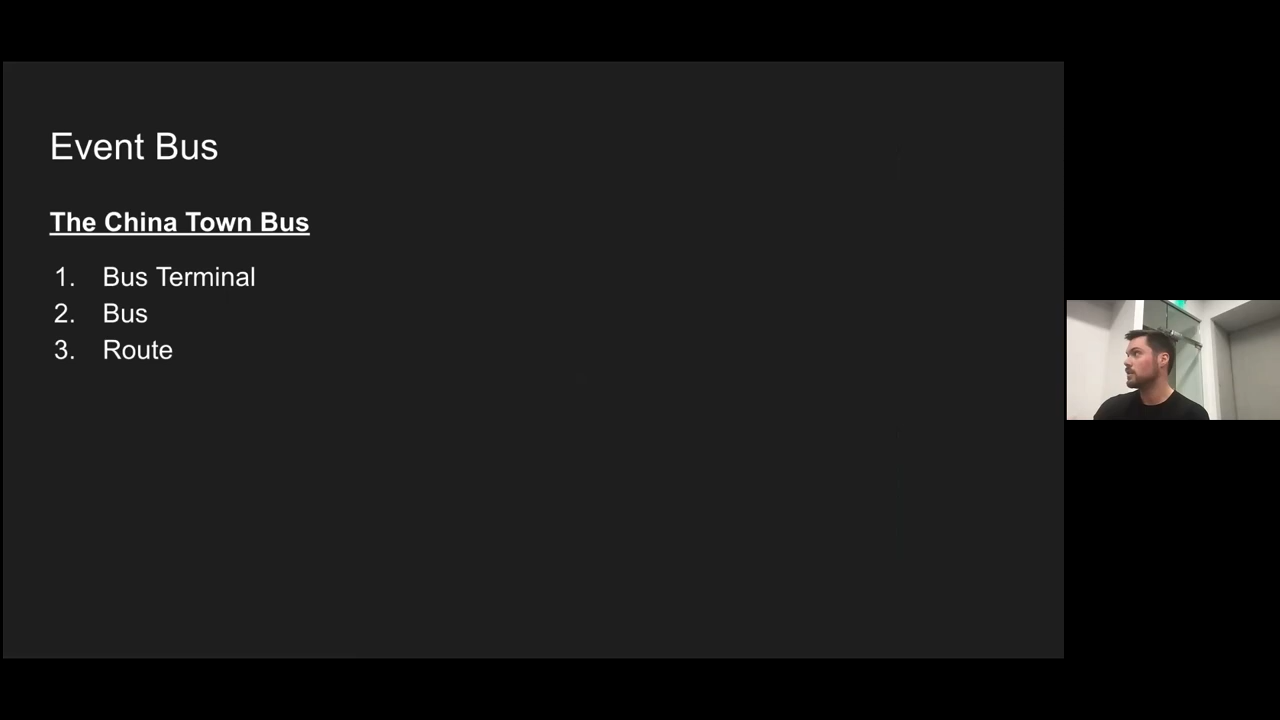 Event Bus
The China Town Bus
1. Bus Terminal
2. Bus
3. Route